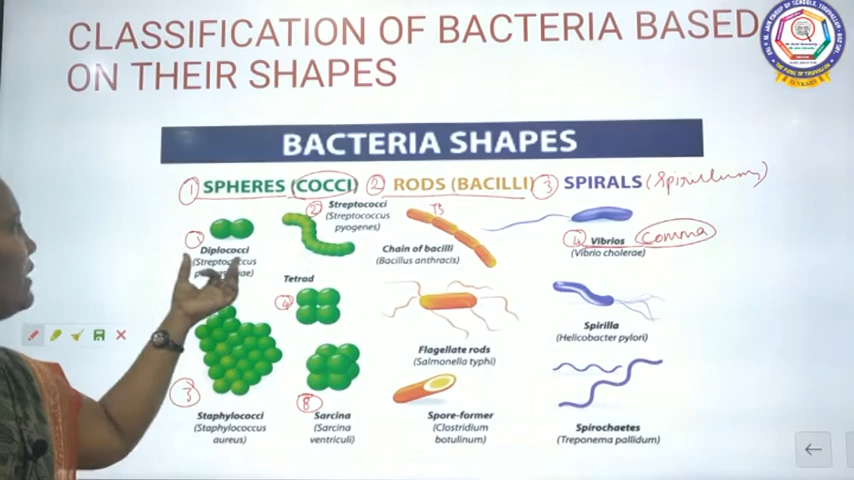 CLASSIFICATION OF BACTERIA BASED
ON THEIR SHAPES
BACTERIA SHAPES
1 SPHERES (COCCI)
2 RODS (BACILLI)
3 SPIRALS (Spirillum)
1
Diplococci
(Streptococcus
2 Streptococci
(Streptococcus
pyogenes)
TB
Chain of bacilli
(Bacillus anthracis)
4 Vibrios comma
(Vibrio cholerae)
Tetrad
4
Flagellate rods
(Salmonella typhi)
Spirilla
(Helicobacter pylori)
3
Staphylococci
(Staphylococcus
aureus)
8
Sarcina
(Sarcina
ventriculi)
Spore-former
(Clostridium
botulinum)
Spirochaetes
(Treponema pallidum)